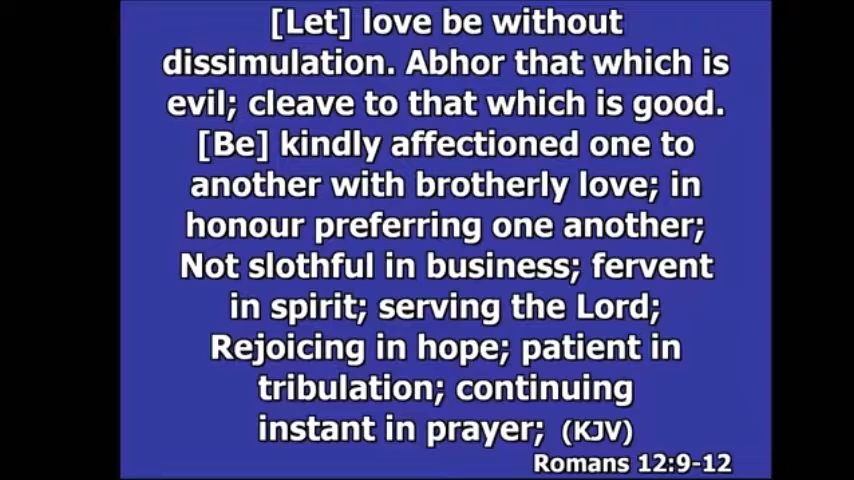 [Let] love be without
dissimulation. Abhor that which is
evil; cleave to that which is good.
[Be] kindly affectioned one to
another with brotherly love; in
honour preferring one another;
Not slothful in business; fervent
in spirit; serving the Lord;
Rejoicing in hope; patient in
tribulation; continuing
instant in prayer; (KJV)
Romans 12:9-12